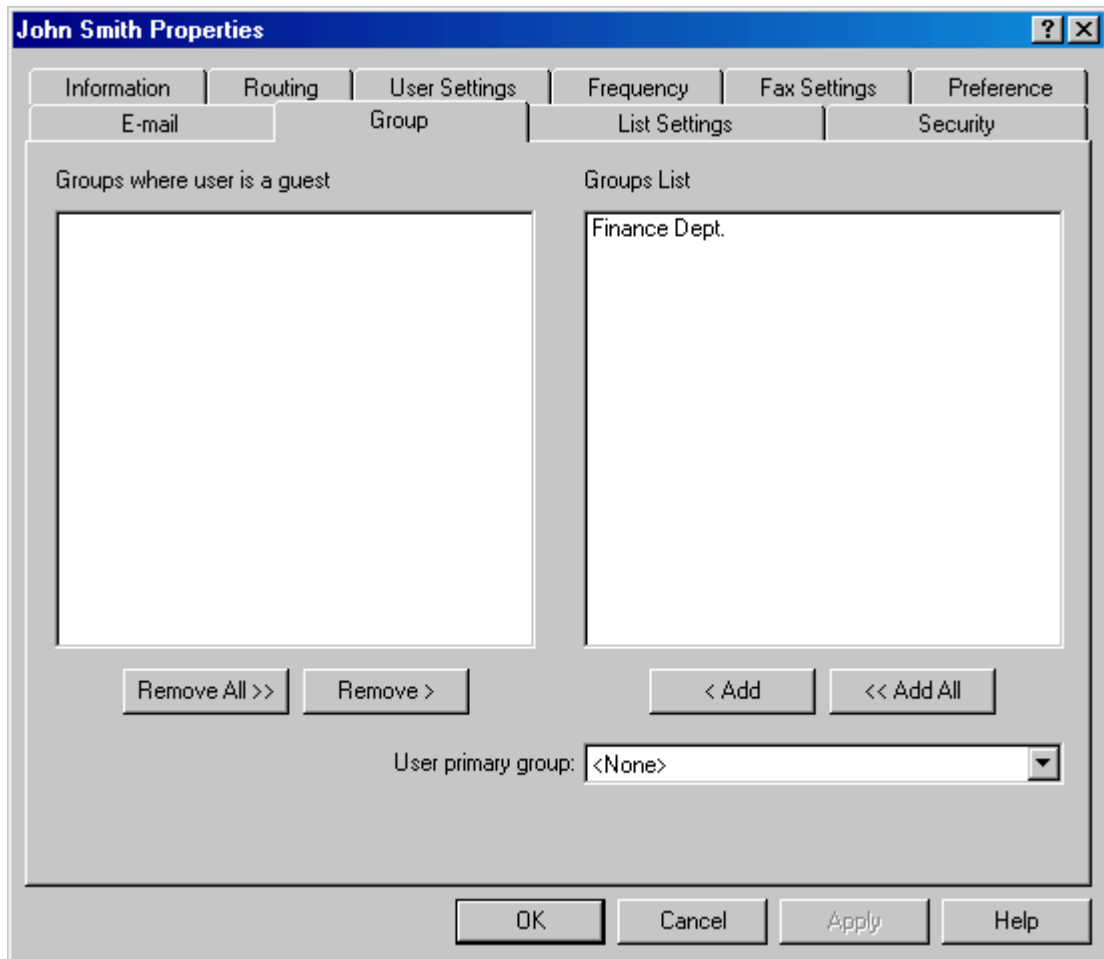 John Smith Properties
Information Routing User Settings Frequency Fax Settings Preference
E-mail Group List Settings Security
Groups where user is a guest Groups List
Finance Dept.
Remove All >> Remove > < Add << Add All
User primary group: <None>
OK Cancel Apply Help